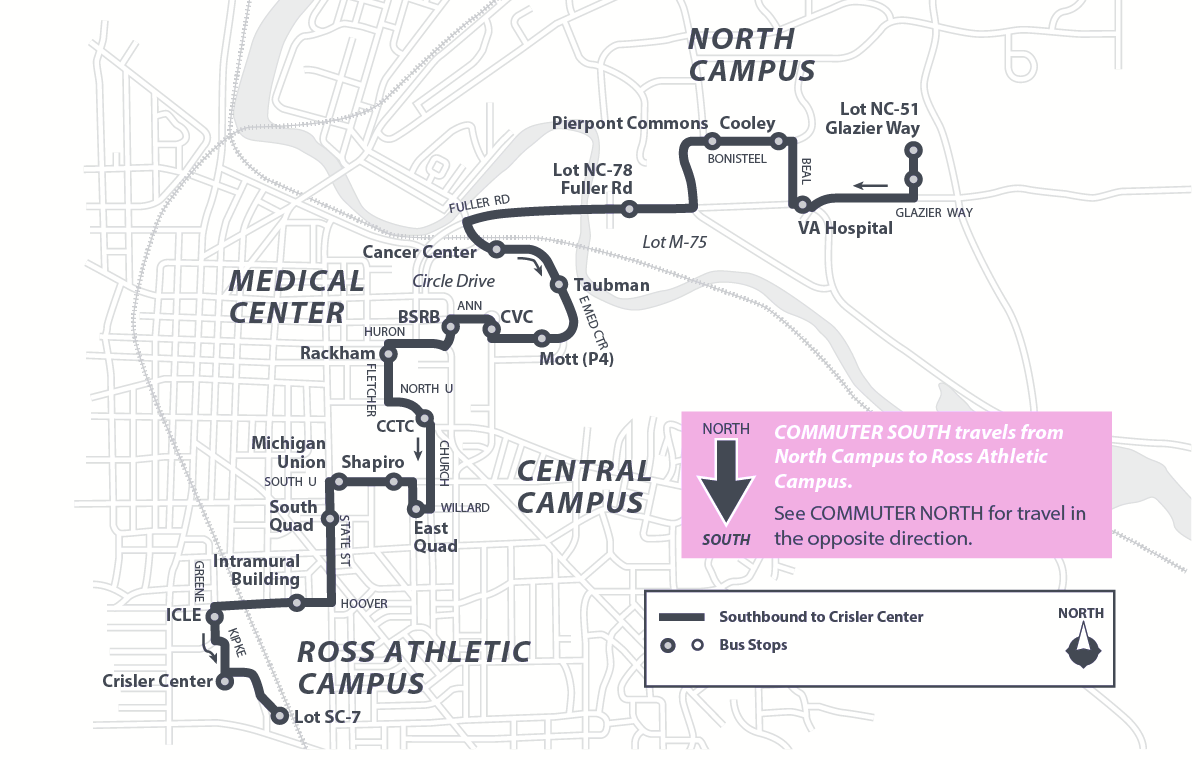 NORTH
CAMPUS
Lot NC-51
Glazier Way
Pierpont Commons
Cooley
BONISTEEL
BEAL
Lot NC-78
Fuller Rd
FULLER RD
GLAZIER WAY
VA Hospital
Lot M-75
Cancer Center
Circle Drive
Taubman
MEDICAL
CENTER
ANN
BSRB
CVC
E MED CTR
HURON
Rackham
Mott (P4)
FLETCHER
NORTH U
CCTC
CHURCH
Michigan
Union
Shapiro
SOUTH U
CENTRAL
CAMPUS
WILLARD
South
Quad
East
Quad
STATE ST
Intramural
Building
GREENE
HOOVER
ICLE
KIPKE
ROSS ATHLETIC
CAMPUS
Crisler Center
Lot SC-7
NORTH
SOUTH
COMMUTER SOUTH travels from
North Campus to Ross Athletic
Campus.
See COMMUTER NORTH for travel in
the opposite direction.
Southbound to Crisler Center
Bus Stops
NORTH